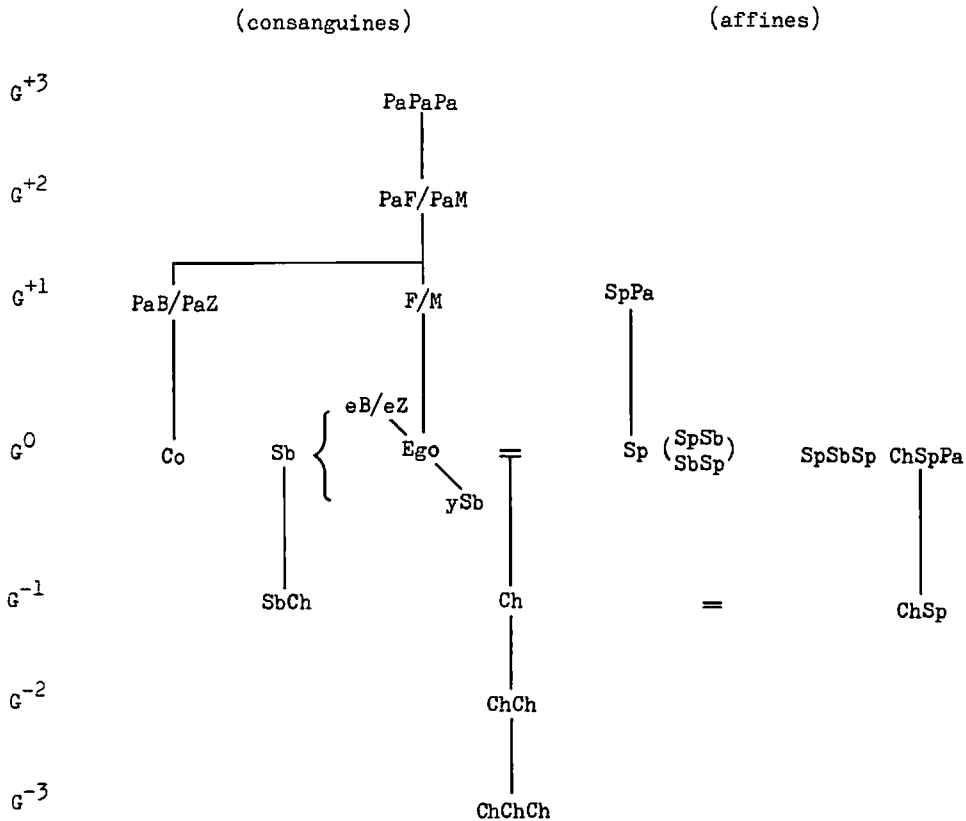 (consanguines) (affines)
G+3 PaPaPa
G+2 PaF/PaM
G+1 PaB/PaZ F/M SpPa
eB/eZ
G0 Co Sb { Ego = Sp (SpSb SbSp) SpSbSp ChSpPa
ySb
G-1 SbCh Ch = ChSp
G-2 ChCh
G-3 ChChCh